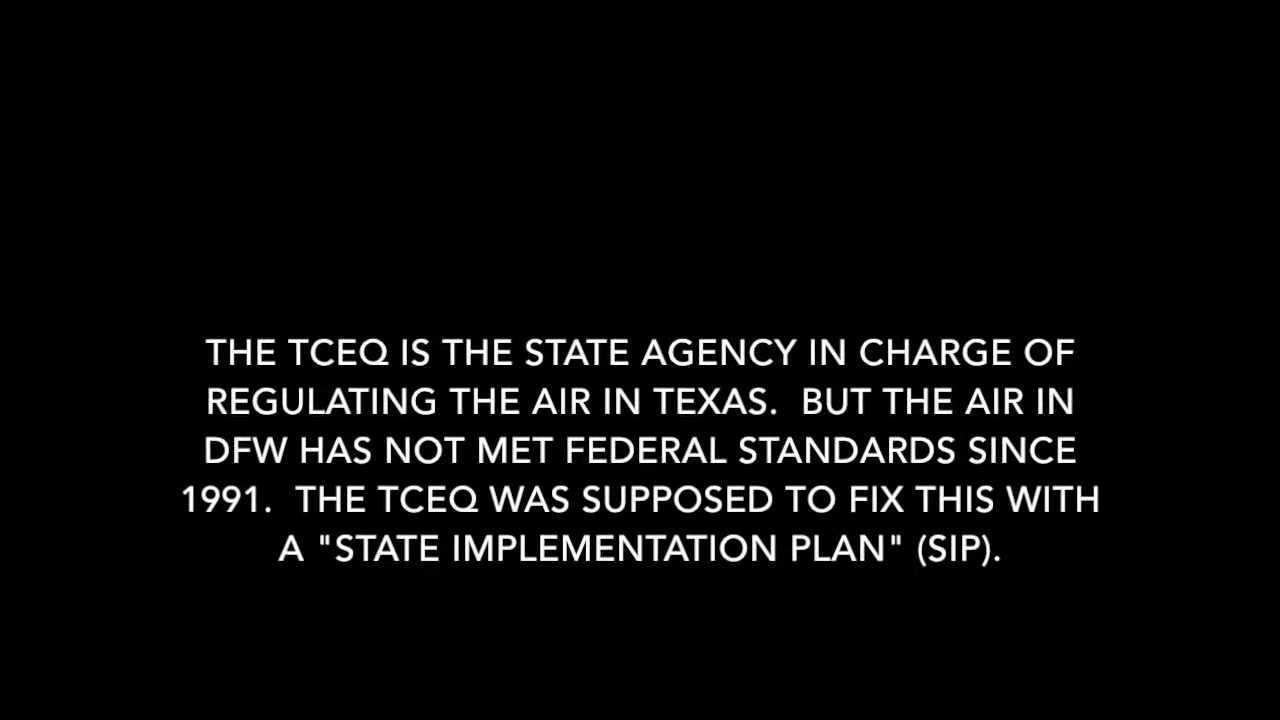 THE TCEQ IS THE STATE AGENCY IN CHARGE OF
REGULATING THE AIR IN TEXAS.  BUT THE AIR IN
DFW HAS NOT MET FEDERAL STANDARDS SINCE
1991.  THE TCEQ WAS SUPPOSED TO FIX THIS WITH
A "STATE IMPLEMENTATION PLAN" (SIP).